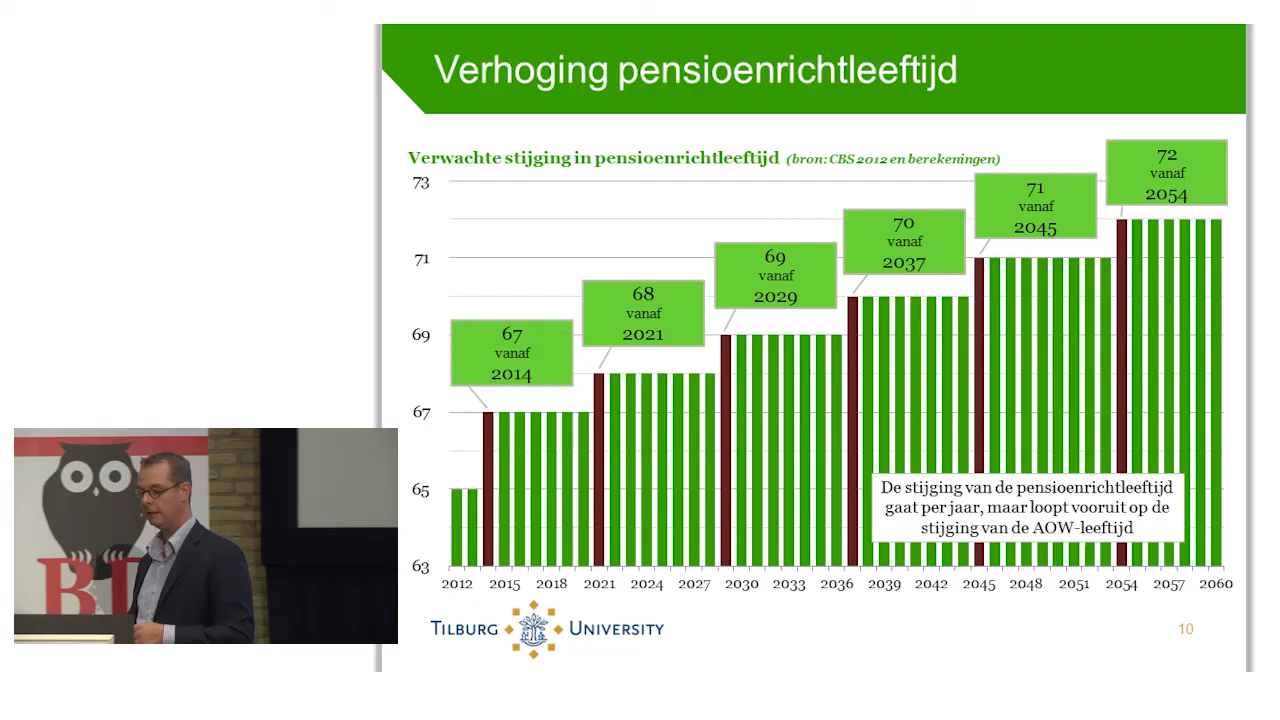 Verhoging pensioenrichtleeftijd
Verwachte stijging in pensioenrichtleeftijd (bron: CBS 2012 en berekeningen)
73
71
69
67
65
63
67
vanaf
2014
68
vanaf
2021
69
vanaf
2029
70
vanaf
2037
71
vanaf
2045
72
vanaf
2054
De stijging van de pensioenrichtleeftijd
gaat per jaar, maar loopt vooruit op de
stijging van de AOW-leeftijd
2012 2015 2018 2021 2024 2027 2030 2033 2036 2039 2042 2045 2048 2051 2054 2057 2060
TILBURG UNIVERSITY
10